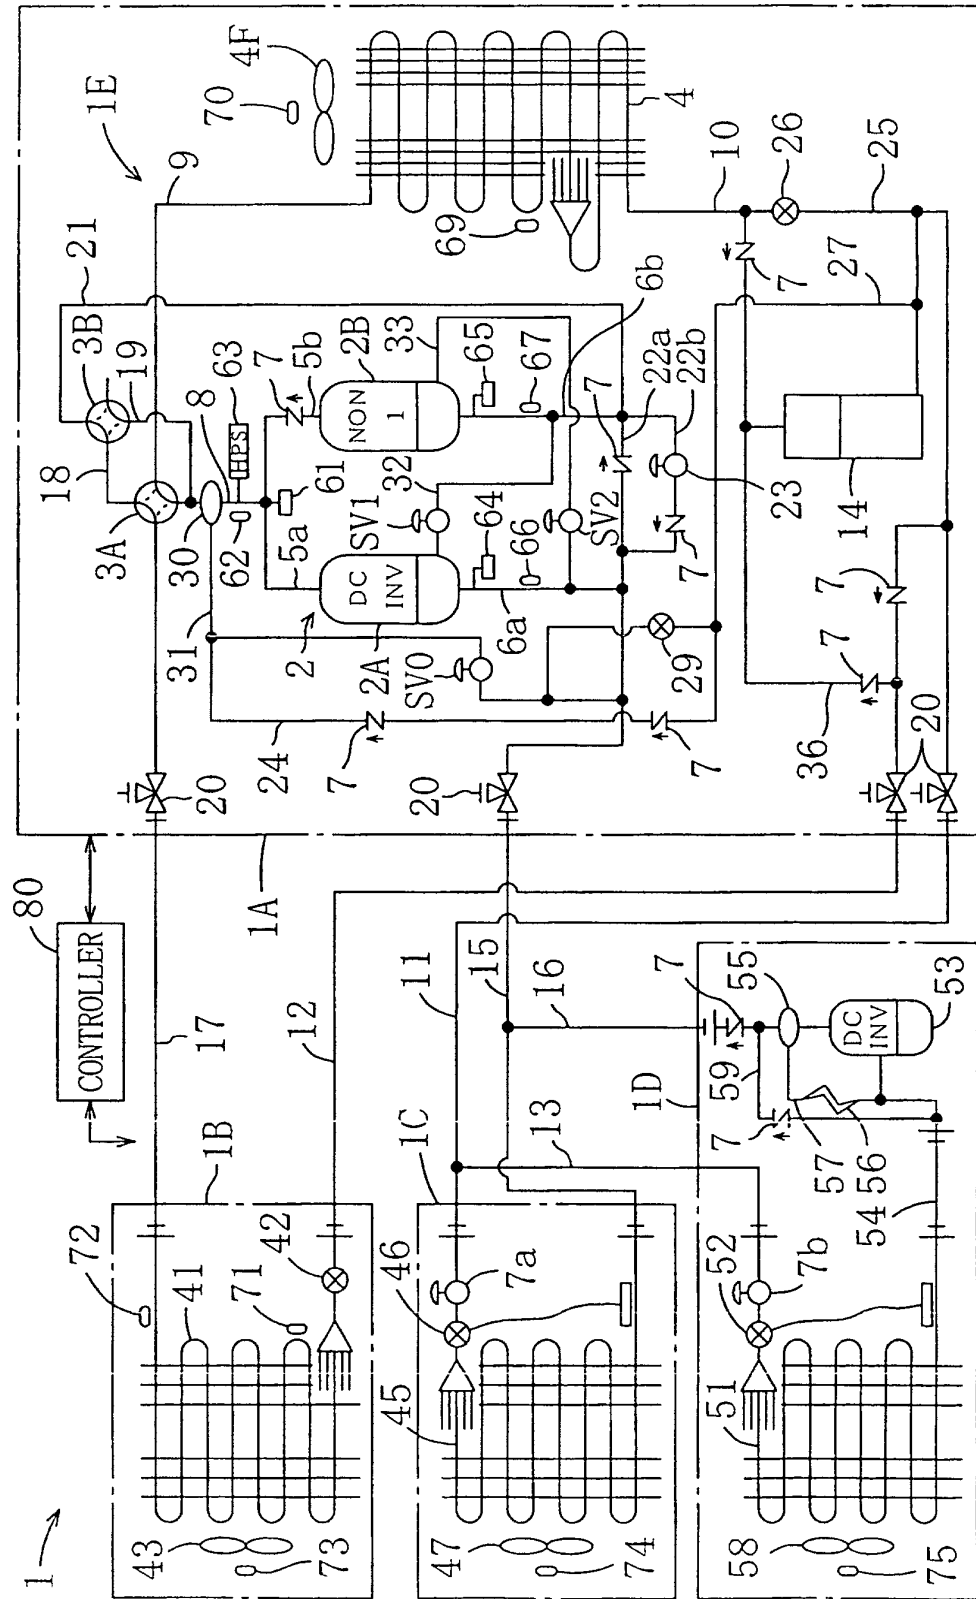 1
80
CONTROLLER
1A
1E
70
4F
9
4
69
10
26
25
7
27
21
3B
19
18
3A
30
8
63
HPS
62
61
7
5b
2B
NON
1
33
65
67
6b
5a
SV1
32
64
66
SV2
DC
INV
2
2A
6a
22a
7
22b
23
7
31
SV0
29
24
7
7
14
7
7
36
20
20
20
17
12
11
15
16
13
1B
72
41
71
42
43
73
1C
46
7a
45
47
74
1D
7
55
59
DC
INV
53
7
57
56
54
52
7b
51
58
75